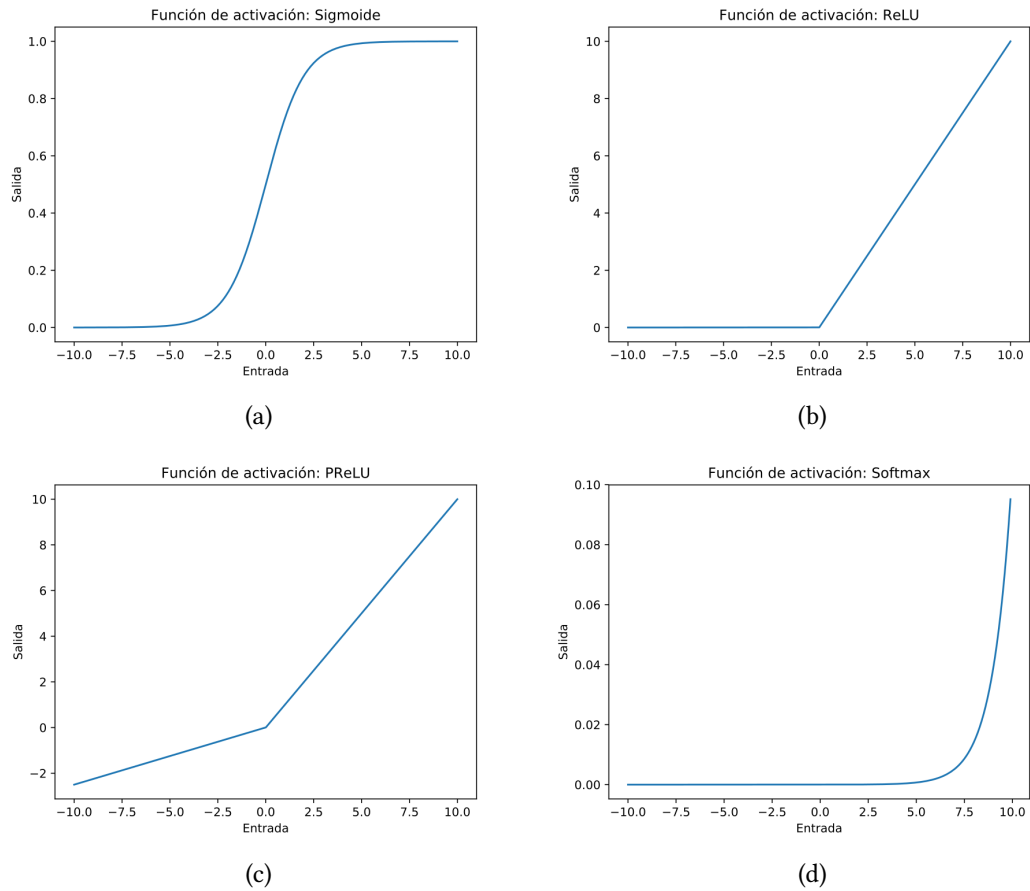 Función de activación: Sigmoide
1.0
0.8
0.6
0.4
0.2
0.0
Salida
−10.0 −7.5 −5.0 −2.5 0.0 2.5 5.0 7.5 10.0
Entrada
(a)
Función de activación: ReLU
10
8
6
4
2
0
Salida
−10.0 −7.5 −5.0 −2.5 0.0 2.5 5.0 7.5 10.0
Entrada
(b)
Función de activación: PReLU
10
8
6
4
2
0
−2
Salida
−10.0 −7.5 −5.0 −2.5 0.0 2.5 5.0 7.5 10.0
Entrada
(c)
Función de activación: Softmax
0.10
0.08
0.06
0.04
0.02
0.00
Salida
−10.0 −7.5 −5.0 −2.5 0.0 2.5 5.0 7.5 10.0
Entrada
(d)